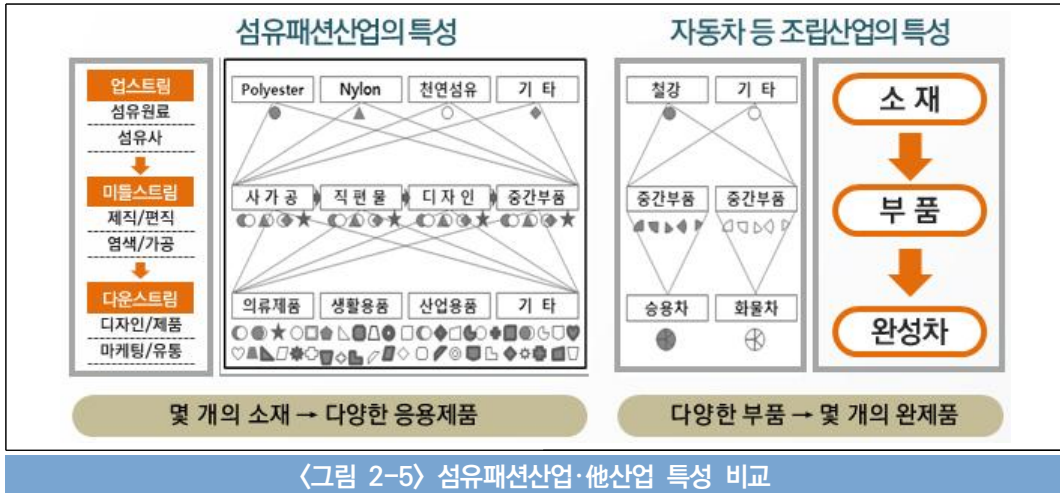 섬유패션산업의 특성
업스트림
섬유원료
섬유사
미들스트림
제직/편직
염색/가공
다운스트림
디자인/제품
마케팅/유통
Polyester Nylon 천연섬유 기 타
사 가 공 직 편 물 디 자 인 중간부품
의류제품 생활용품 산업용품 기 타
몇 개의 소재 → 다양한 응용제품
자동차 등 조립산업의 특성
철강 기 타
중간부품 중간부품
승용차 화물차
소 재
부 품
완성차
다양한 부품 → 몇 개의 완제품
〈그림 2-5〉 섬유패션산업·他산업 특성 비교